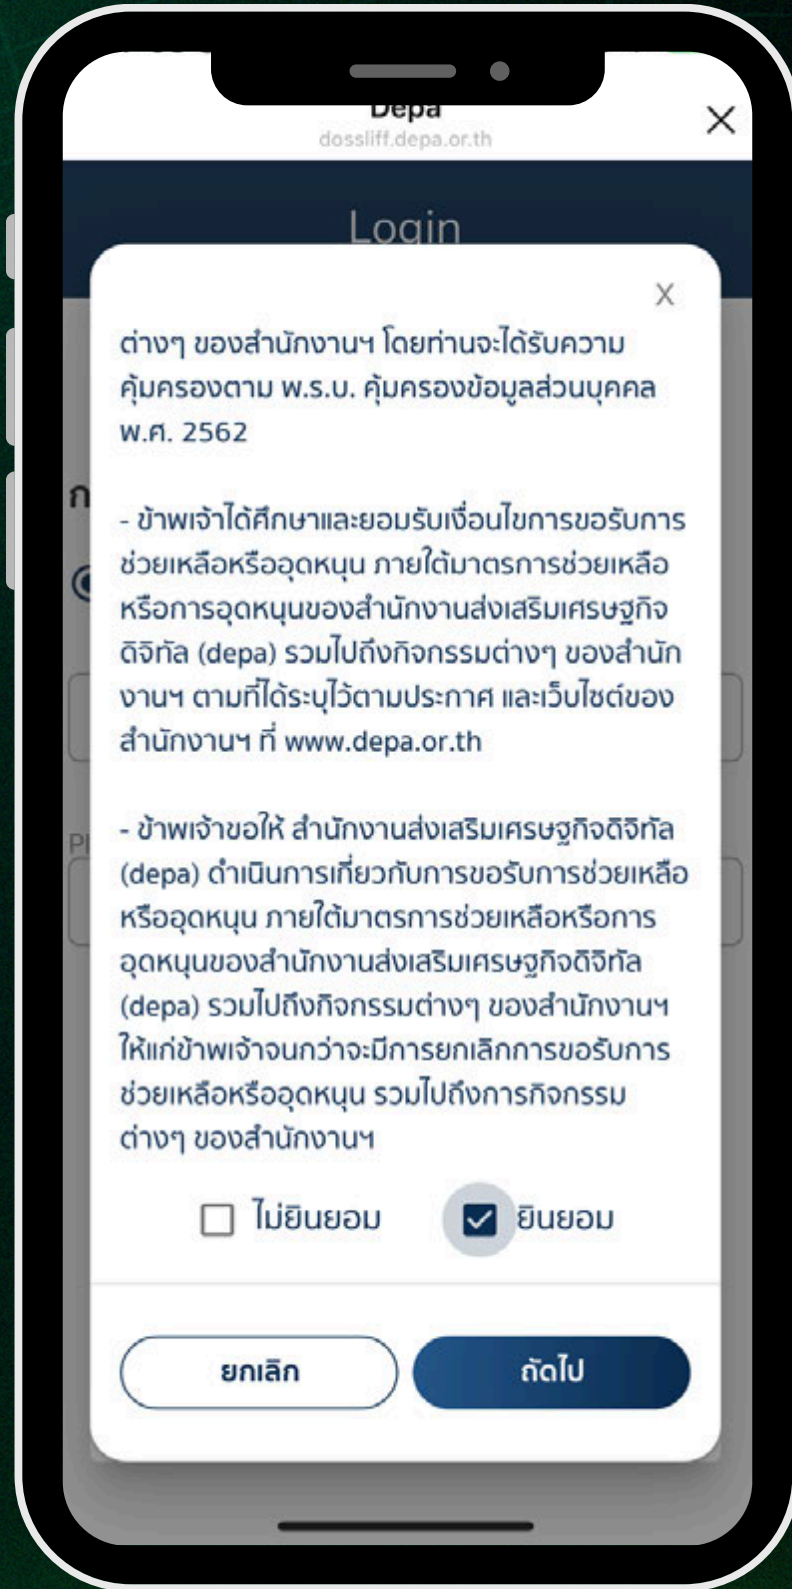 Depa
dossliff.depa.or.th
Login
X
ต่างๆ ของสำนักงานฯ โดยท่านจะได้รับความ
คุ้มครองตาม พ.ร.บ. คุ้มครองข้อมูลส่วนบุคคล
พ.ศ. 2562
- ข้าพเจ้าได้ศึกษาและยอมรับเงื่อนไขการขอรับการ
ช่วยเหลือหรืออุดหนุน ภายใต้มาตรการช่วยเหลือ
หรือการอุดหนุนของสำนักงานส่งเสริมเศรษฐกิจ
ดิจิทัล (depa) รวมไปถึงกิจกรรมต่างๆ ของสำนัก
งานฯ ตามที่ได้ระบุไว้ตามประกาศ และเว็บไซต์ของ
สำนักงานฯ ที่ www.depa.or.th
- ข้าพเจ้าขอให้ สำนักงานส่งเสริมเศรษฐกิจดิจิทัล
(depa) ดำเนินการเกี่ยวกับการขอรับการช่วยเหลือ
หรืออุดหนุน ภายใต้มาตรการช่วยเหลือหรือการ
อุดหนุนของสำนักงานส่งเสริมเศรษฐกิจดิจิทัล
(depa) รวมไปถึงกิจกรรมต่างๆ ของสำนักงานฯ
ให้แก่ข้าพเจ้าจนกว่าจะมีการยกเลิกการขอรับการ
ช่วยเหลือหรืออุดหนุน รวมไปถึงการกิจกรรม
ต่างๆ ของสำนักงานฯ
ไม่ยินยอม ยินยอม
ยกเลิก ถัดไป